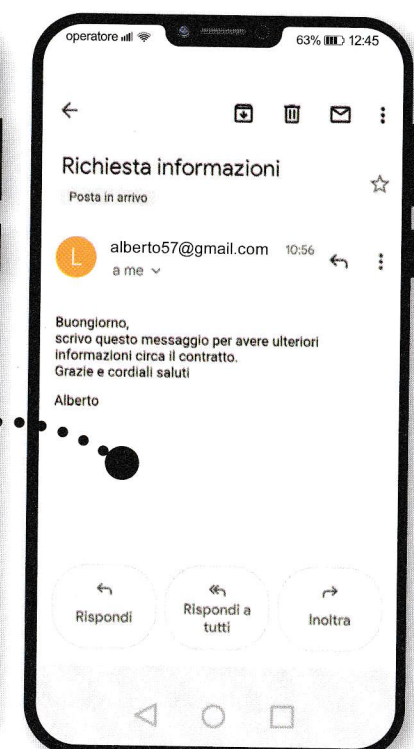 operatore 63% 12:45
Richiesta informazioni
Posta in arrivo
L alberto57@gmail.com 10:56
a me
Buongiorno,
scrivo questo messaggio per avere ulteriori
informazioni circa il contratto.
Grazie e cordiali saluti
Alberto
Rispondi
Rispondi a
tutti
Inoltra